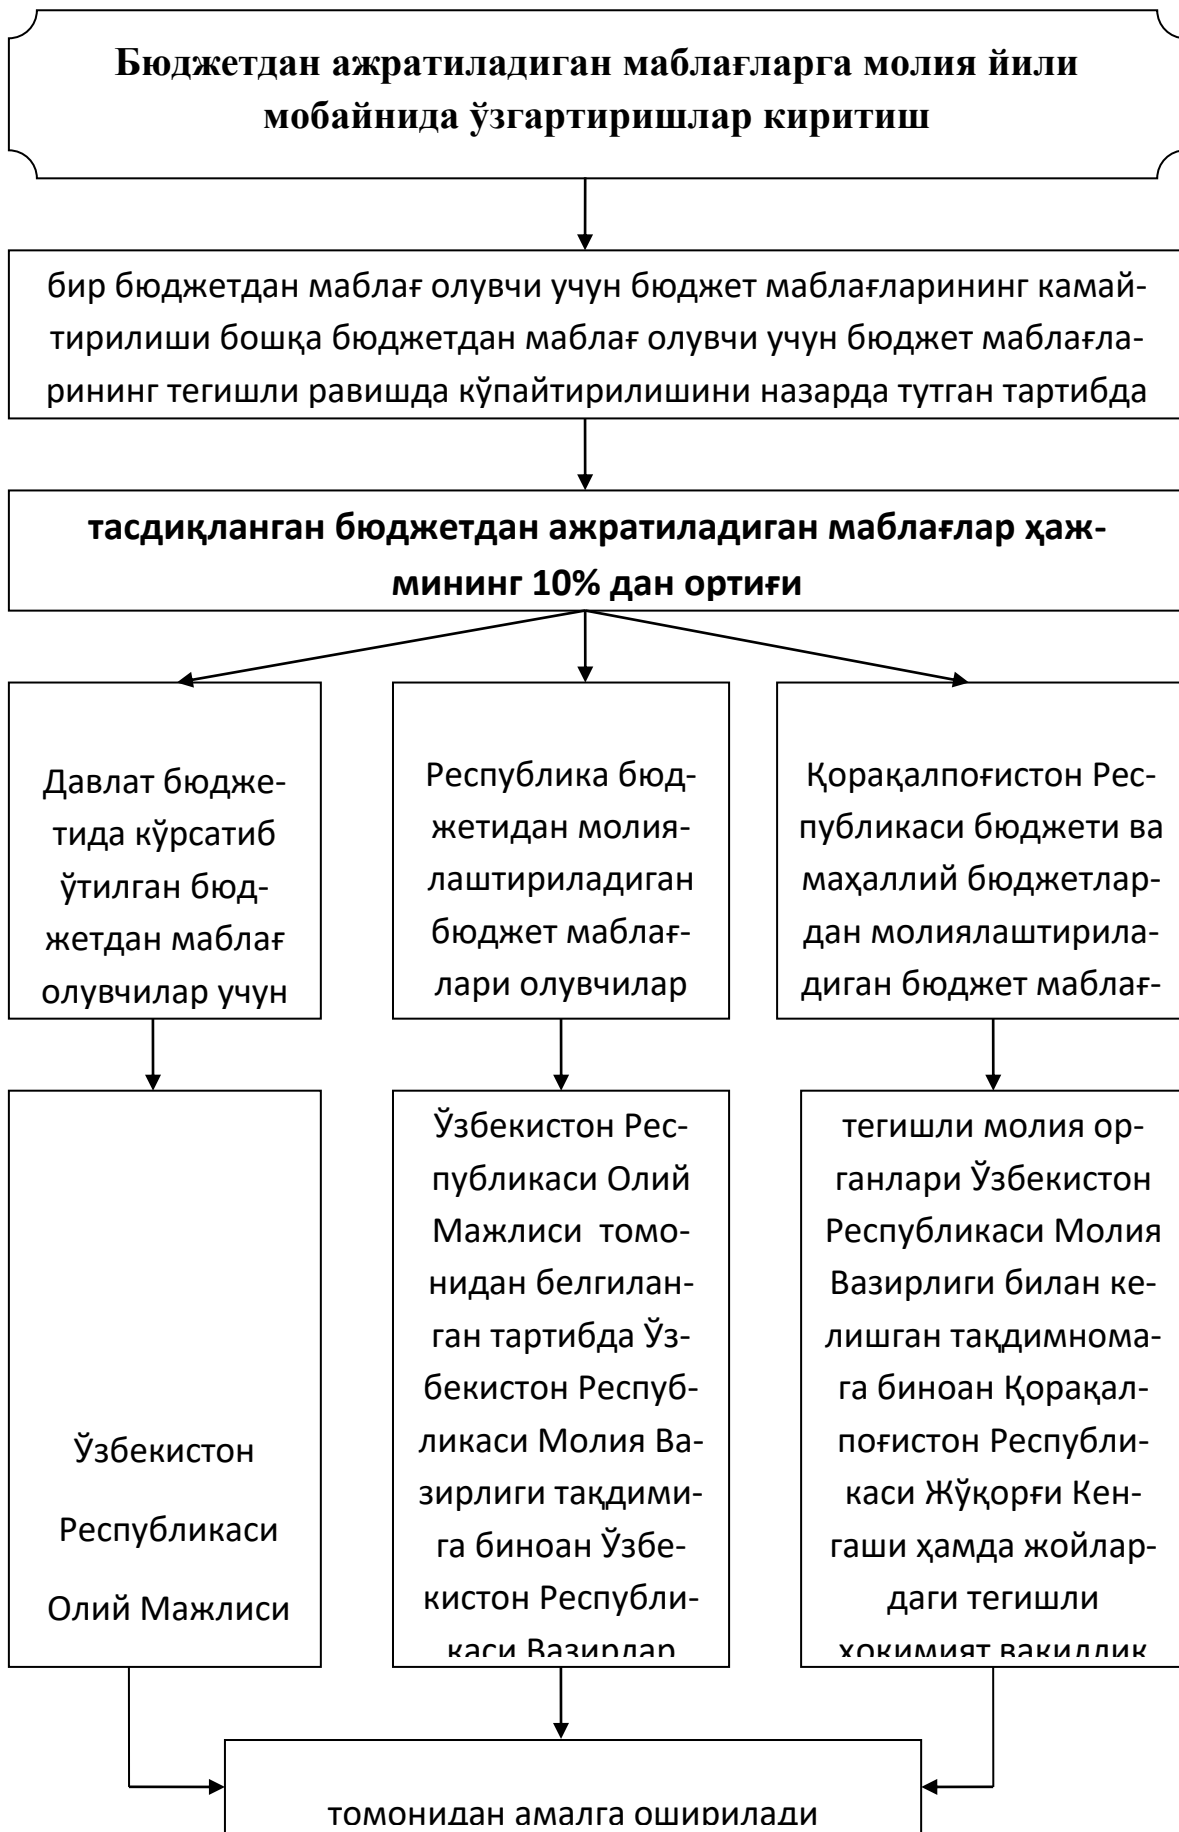 Бюджетдан ажратиладиган маблағларга молия йили
мобайнида ўзгартиришлар киритиш
бир бюджетдан маблағ олувчи учун бюджет маблағларининг камай-
тирилиши бошқа бюджетдан маблағ олувчи учун бюджет маблағла-
рининг тегишли равишда кўпайтирилишини назарда тутган тартибда
тасдиқланган бюджетдан ажратиладиган маблағлар ҳаж-
мининг 10% дан ортиғи
Давлат бюдже-
тида кўрсатиб
ўтилган бюд-
жетдан маблағ
олувчилар учун
Республика бюд-
жетидан молия-
лаштириладиган
бюджет маблағ-
лари олувчилар
Қорақалпоғистон Рес-
публикаси бюджети ва
маҳаллий бюджетлар-
дан молиялаштирила-
диган бюджет маблағ-
Ўзбекистон
Республикаси
Олий Мажлиси
Ўзбекистон Рес-
публикаси Олий
Мажлиси томо-
нидан белгилан-
ган тартибда Ўз-
бекистон Респуб-
ликаси Молия Ва-
зирлиги тақдими-
га биноан Ўзбе-
кистон Республи-
каси Вазирлар
тегишли молия ор-
ганлари Ўзбекистон
Республикаси Молия
Вазирлиги билан ке-
лишган тақдимнома-
га биноан Қорақал-
поғистон Республи-
каси Жўқорғи Кен-
гаши ҳамда жойлар-
даги тегишли
ҳокимият вакиллик
томонидан амалга оширилади